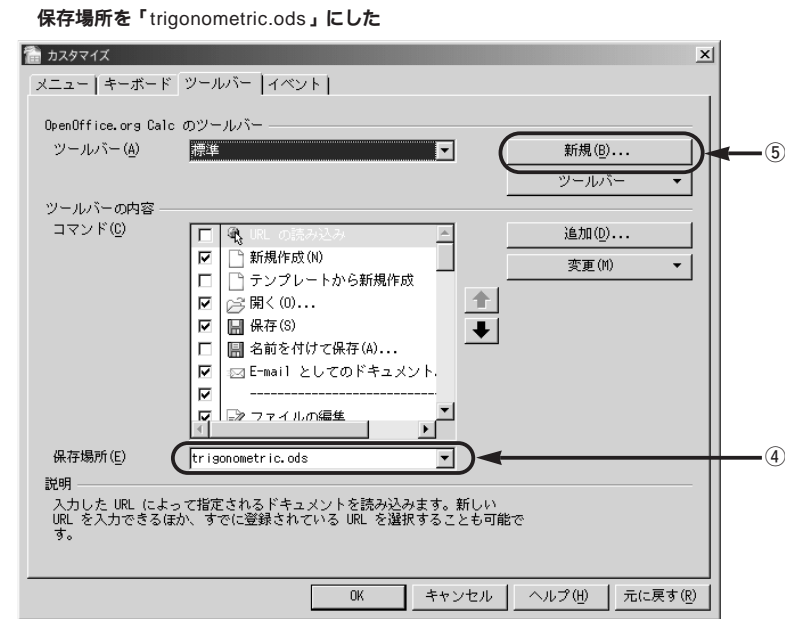 保存場所を「trigonometric.ods」にした
カスタマイズ
メニュー キーボード ツールバー イベント
OpenOffice.org Calc のツールバー
ツールバー(A) 標準 新規(B)... ⑤
ツールバー
ツールバーの内容
コマンド(C) URL の読み込み 追加(D)...
新規作成(N) 変更(M)
テンプレートから新規作成
開く(O)...
保存(S)
名前を付けて保存(A)...
E-mail としてのドキュメント.
--------------------------
ファイルの編集
保存場所(E) trigonometric.ods ④
説明
入力した URL によって指定されるドキュメントを読み込みます。新しい
URL を入力できるほか、すでに登録されている URL を選択することも可能で
す。
OK キャンセル ヘルプ(H) 元に戻す(R)